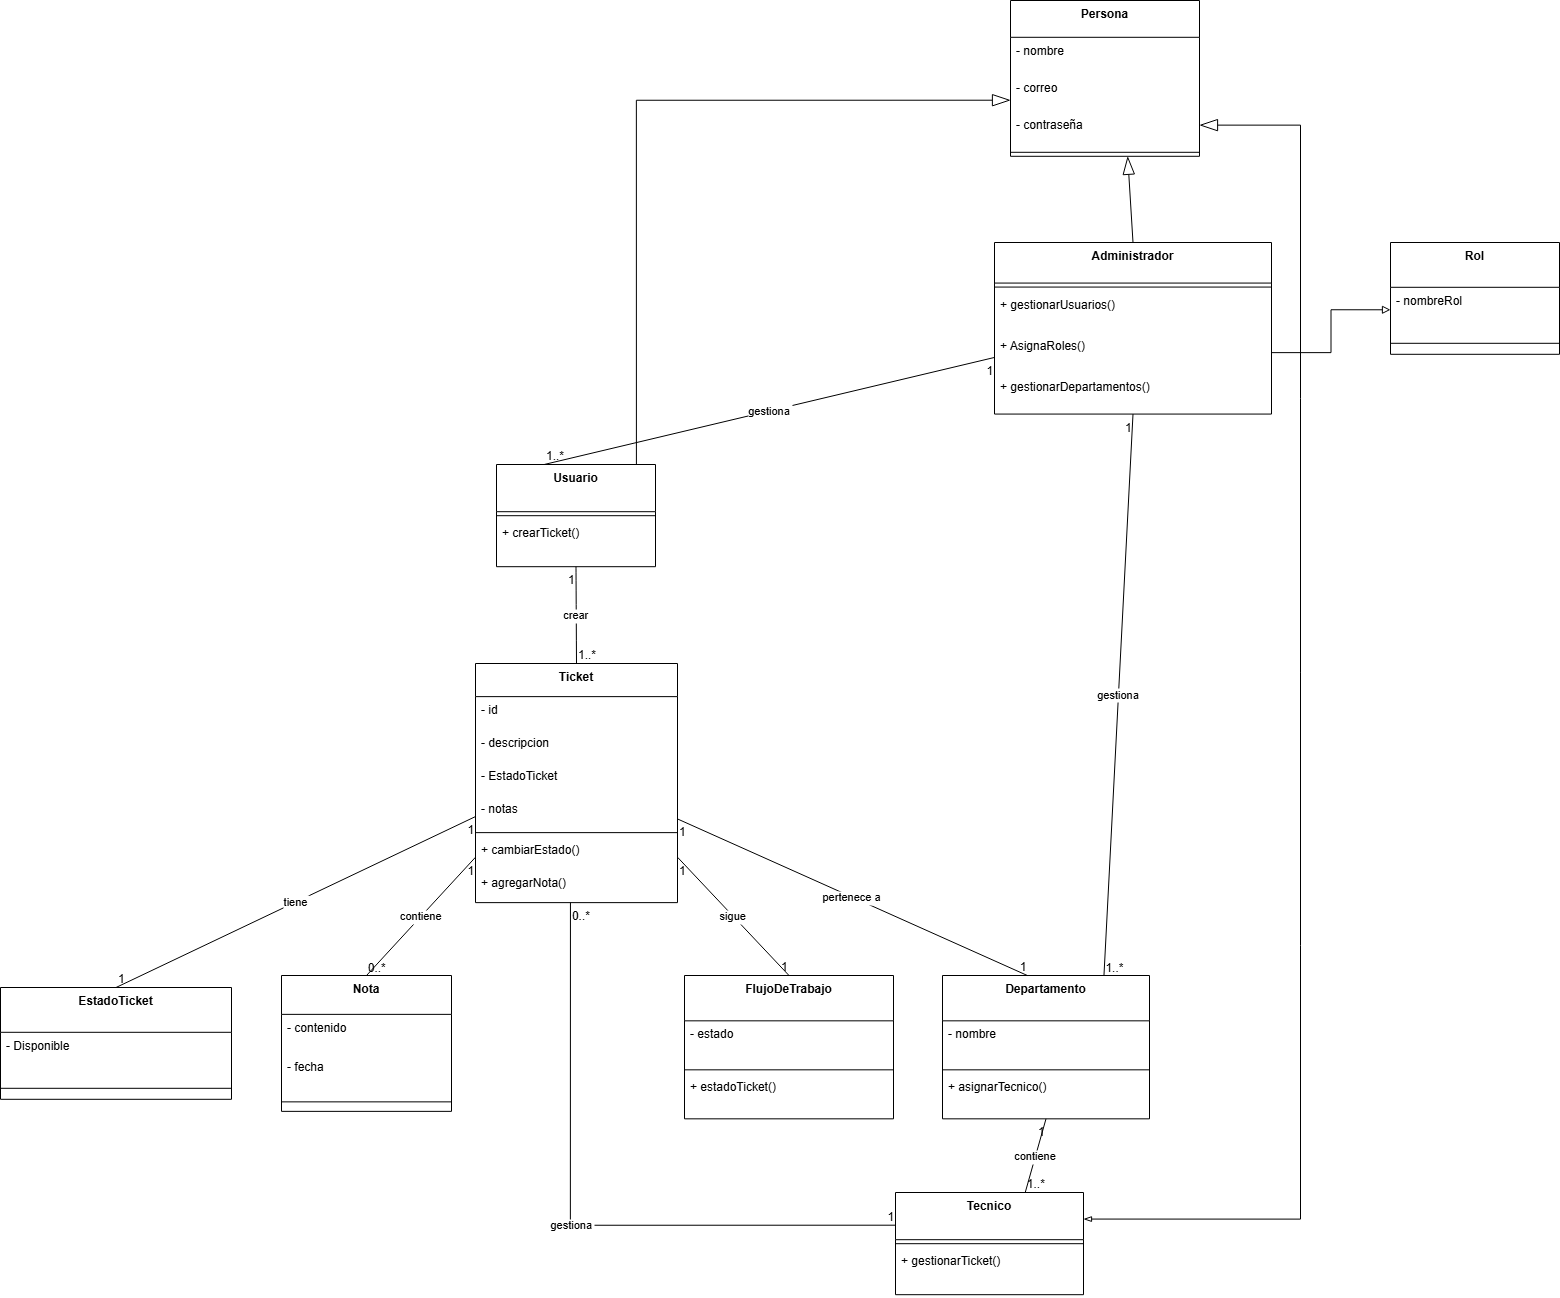 Persona
- nombre
- correo
- contraseña
Administrador
+ gestionarUsuarios()
+ AsignaRoles()
+ gestionarDepartamentos()
Rol
- nombreRol
1
gestiona
1..*
1
Usuario
+ crearTicket()
1
crear
1..*
gestiona
Ticket
- id
- descripcion
- EstadoTicket
- notas
+ cambiarEstado()
+ agregarNota()
1
1
1
1
0..*
tiene
contiene
sigue
pertenece a
1
0..*
1
1
1..*
EstadoTicket
- Disponible
Nota
- contenido
- fecha
FlujoDeTrabajo
- estado
+ estadoTicket()
Departamento
- nombre
+ asignarTecnico()
1
contiene
1..*
gestiona
1
Tecnico
+ gestionarTicket()